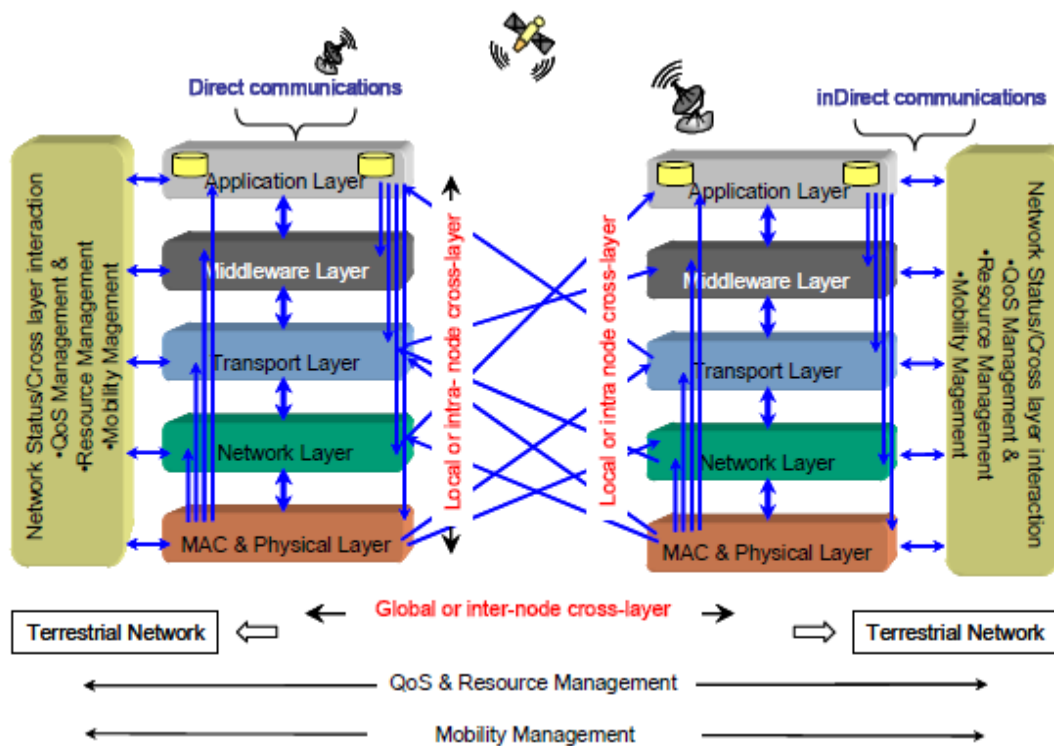 Direct communications
inDirect communications
Network Status/Cross layer interaction
•QoS Management &
•Resource Management
•Mobility Magement
Application Layer
Middleware Layer
Transport Layer
Network Layer
MAC & Physical Layer
Local or intra- node cross-layer
Local or intra node cross-layer
Application Layer
Middleware Layer
Transport Layer
Network Layer
MAC & Physical Layer
Network Status/Cross layer interaction
•QoS Management &
•Resource Management
•Mobility Magement
Global or inter-node cross-layer
Terrestrial Network
Terrestrial Network
QoS & Resource Management
Mobility Management